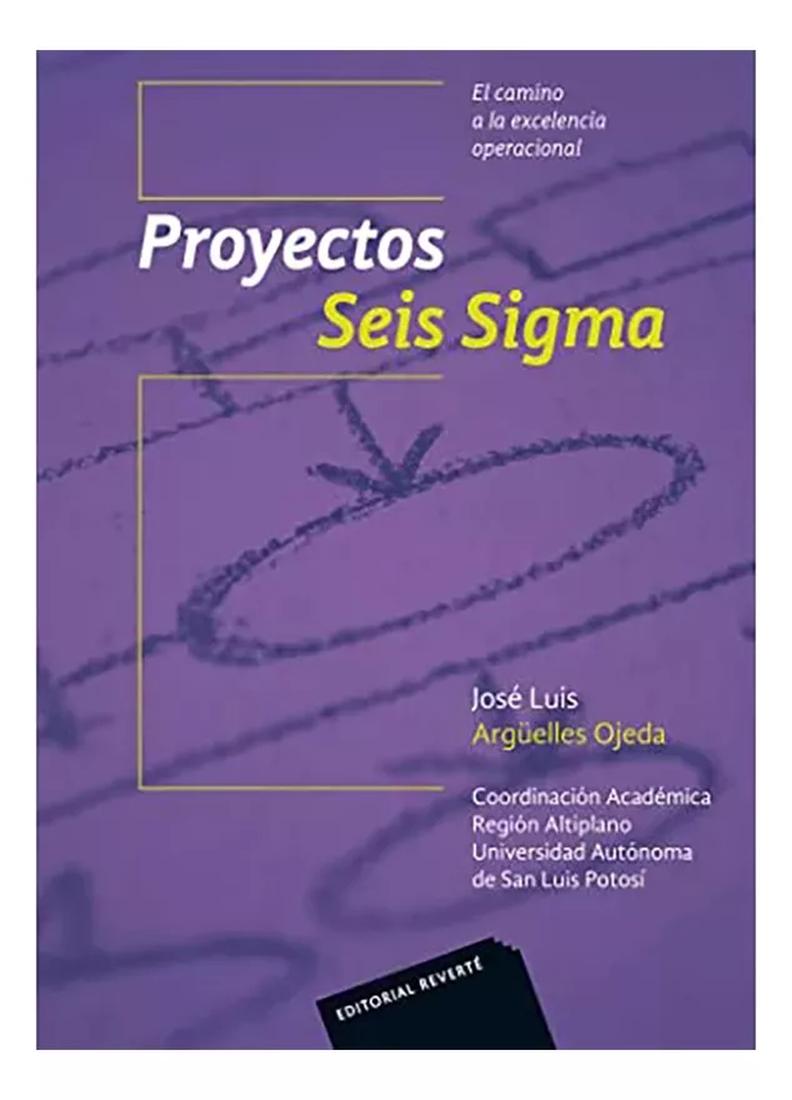 El camino
a la excelencia
operacional
Proyectos
Seis Sigma
José Luis
Argüelles Ojeda
Coordinación Académica
Región Altiplano
Universidad Autónoma
de San Luis Potosí
EDITORIAL REVERTÉ